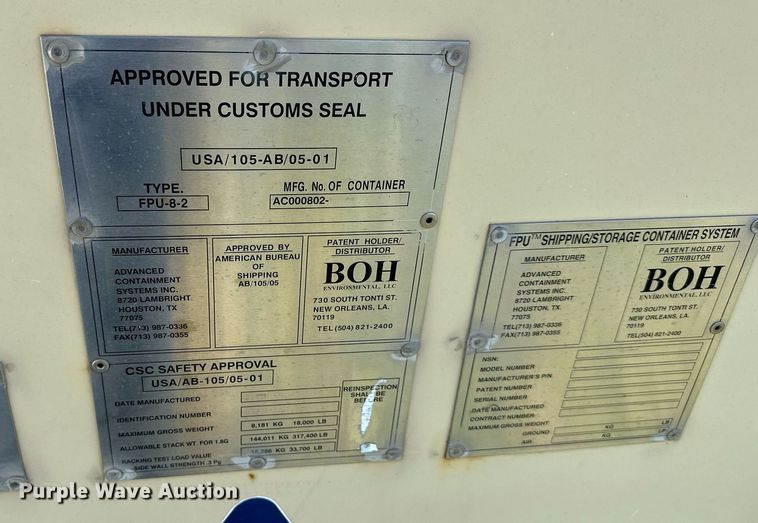 APPROVED FOR TRANSPORT
UNDER CUSTOMS SEAL
USA/105-AB/05-01
TYPE.
FPU-8-2
MFG. No. OF CONTAINER
AC000802-
MANUFACTURER
ADVANCED
CONTAINMENT
SYSTEMS INC.
8720 LAMBRIGHT
HOUSTON, TX
77075
TEL(713) 987-0336
FAX(713) 987-0355
APPROVED BY
AMERICAN BUREAU
OF
SHIPPING
AB/105/05
PATENT HOLDER/
DISTRIBUTOR
BOH
ENVIRONMENTAL, LLC
730 SOUTH TONTI ST.
NEW ORLEANS, LA.
70119
TEL (504) 821-2400
CSC SAFETY APPROVAL
USA/AB-105/05-01
DATE MANUFACTURED
IDENTIFICATION NUMBER
MAXIMUM GROSS WEIGHT 8,181 KG 18,000 LB
ALLOWABLE STACK WT. FOR 1.8G 144,011 KG 317,400 LB
RACKING TEST LOAD VALUE 15,286 KG 33,700 LB
SIDE WALL STRENGTH .3 Pg
REINSPECTION
SHALL BE
BEFORE
FPU™ SHIPPING/STORAGE CONTAINER SYSTEM
MANUFACTURER
ADVANCED
CONTAINMENT
SYSTEMS INC.
8720 LAMBRIGHT
HOUSTON, TX
77075
TEL(713) 987-0336
FAX(713) 987-0355
PATENT HOLDER/
DISTRIBUTOR
BOH
ENVIRONMENTAL, LLC
730 SOUTH TONTI ST.
NEW ORLEANS, LA.
70119
TEL(504) 821-2400
NSN:
MODEL NUMBER
MANUFACTURER'S P/N.
PATENT NUMBER
SERIAL NUMBER
DATE MANUFACTURED
CONTRACT NUMBER
MAXIMUM GROSS WEIGHT
GROUND KG LB
AIR KG
Purple Wave Auction